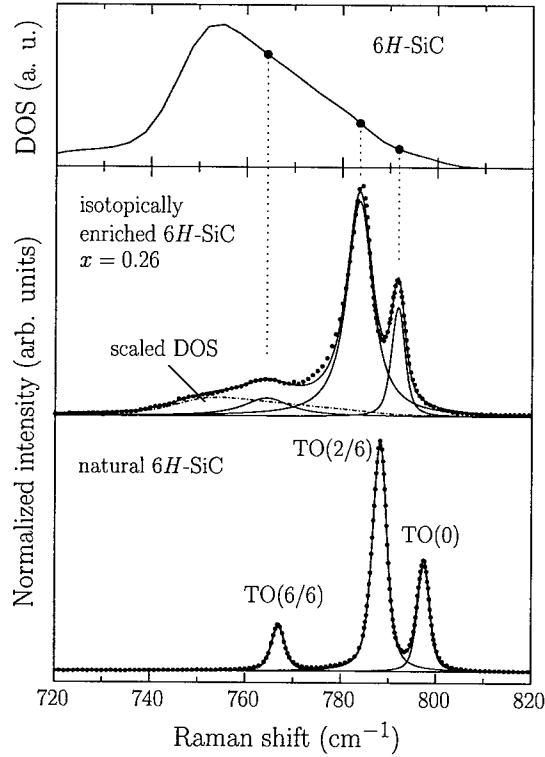 DOS (a. u.)
6H-SiC
isotopically
enriched 6H-SiC
x = 0.26
scaled DOS
Normalized intensity (arb. units)
natural 6H-SiC
TO(2/6)
TO(0)
TO(6/6)
720 740 760 780 800 820
Raman shift (cm⁻¹)